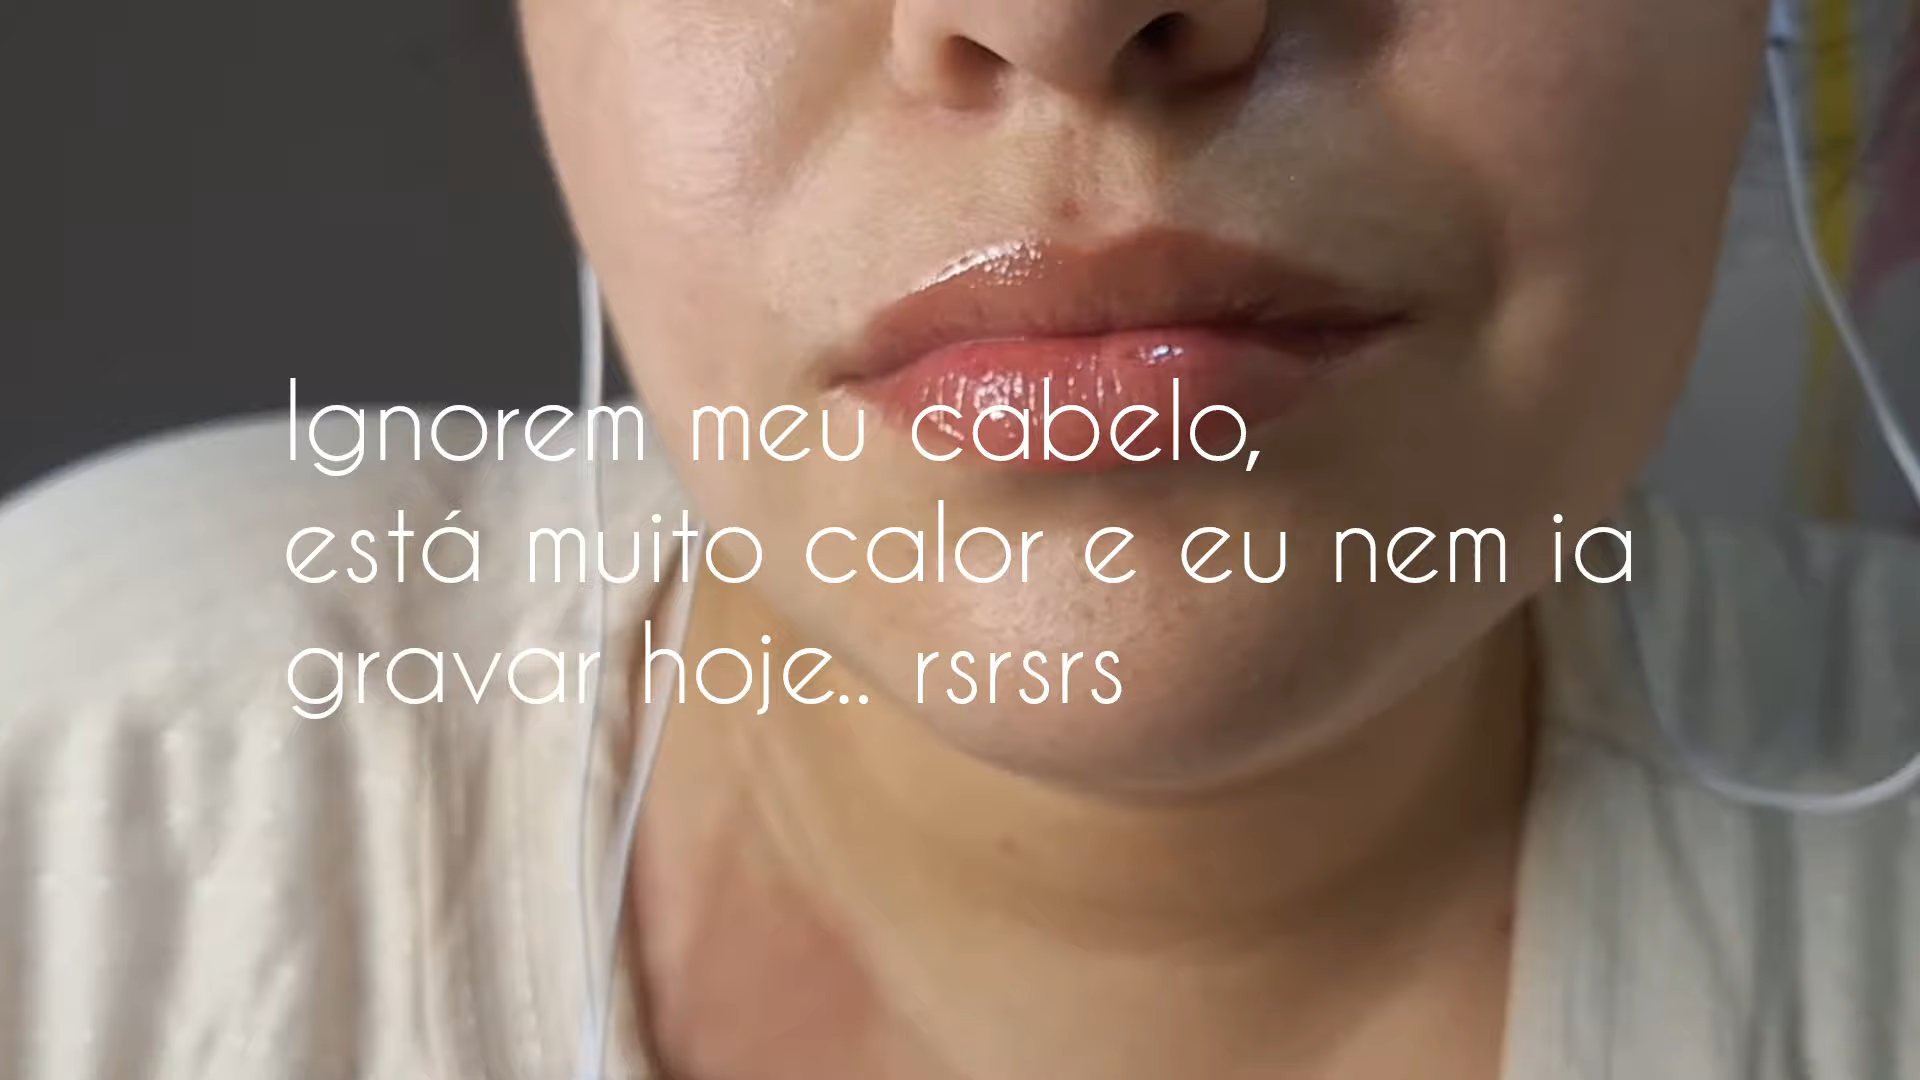 Ignorem meu cabelo,
está muito calor e eu nem ia
gravar hoje.. rsrsrs